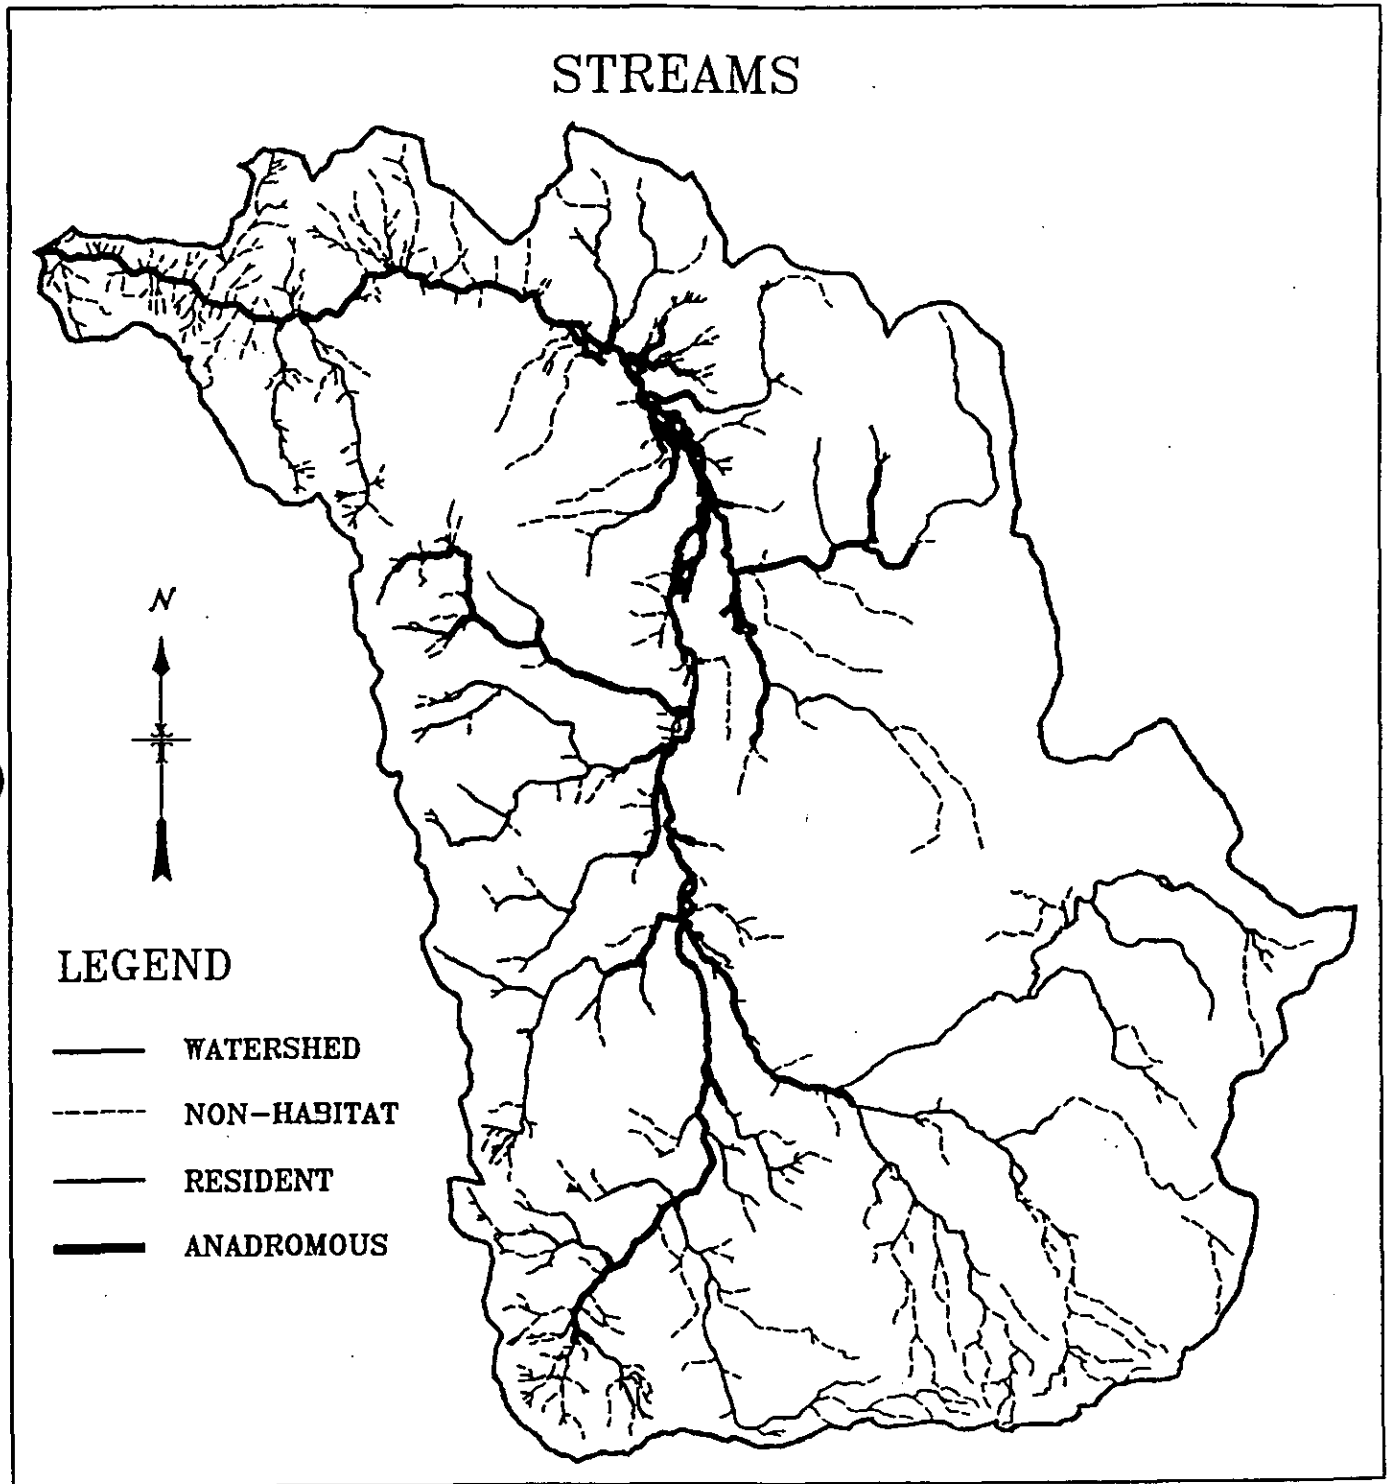 STREAMS
N
LEGEND
WATERSHED
NON-HABITAT
RESIDENT
ANADROMOUS